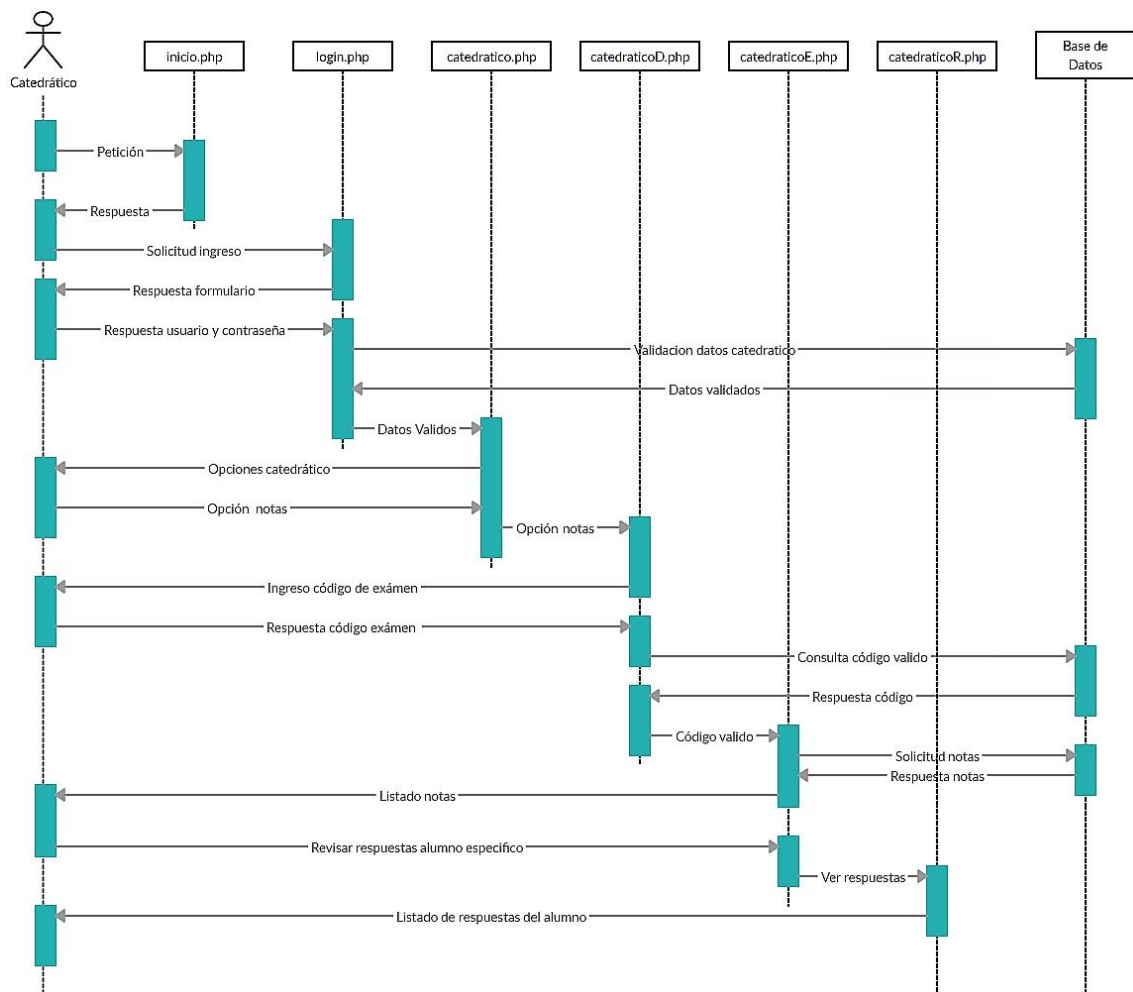 Catedrático
inicio.php
login.php
catedratico.php
catedraticoD.php
catedraticoE.php
catedraticoR.php
Base de
Datos
Petición
Respuesta
Solicitud ingreso
Respuesta formulario
Respuesta usuario y contraseña
Validacion datos catedratico
Datos validados
Datos Validos
Opciones catedrático
Opción notas
Opción notas
Ingreso código de exámen
Respuesta código exámen
Consulta código valido
Respuesta código
Código valido
Solicitud notas
Respuesta notas
Listado notas
Revisar respuestas alumno especifico
Ver respuestas
Listado de respuestas del alumno